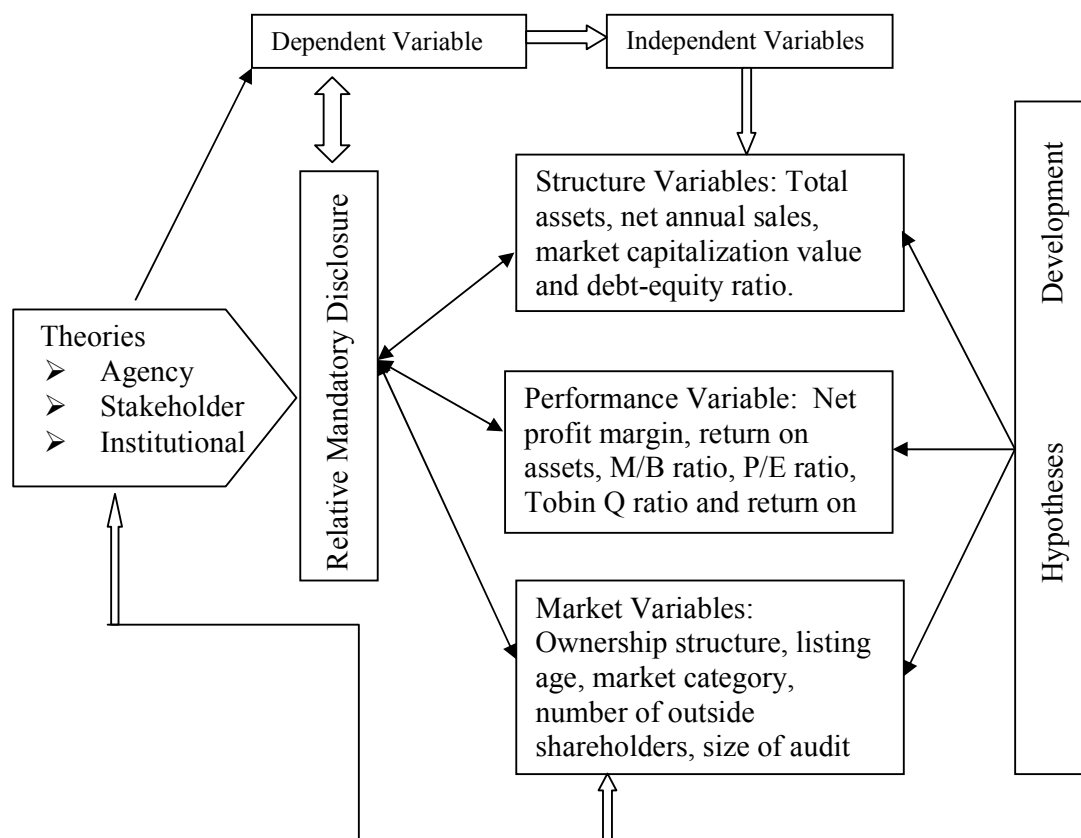 Dependent Variable
Independent Variables
Structure Variables: Total
assets, net annual sales,
market capitalization value
and debt-equity ratio.
Theories
➢ Agency
➢ Stakeholder
➢ Institutional
Relative Mandatory Disclosure
Performance Variable: Net
profit margin, return on
assets, M/B ratio, P/E ratio,
Tobin Q ratio and return on
Market Variables:
Ownership structure, listing
age, market category,
number of outside
shareholders, size of audit
Hypotheses Development